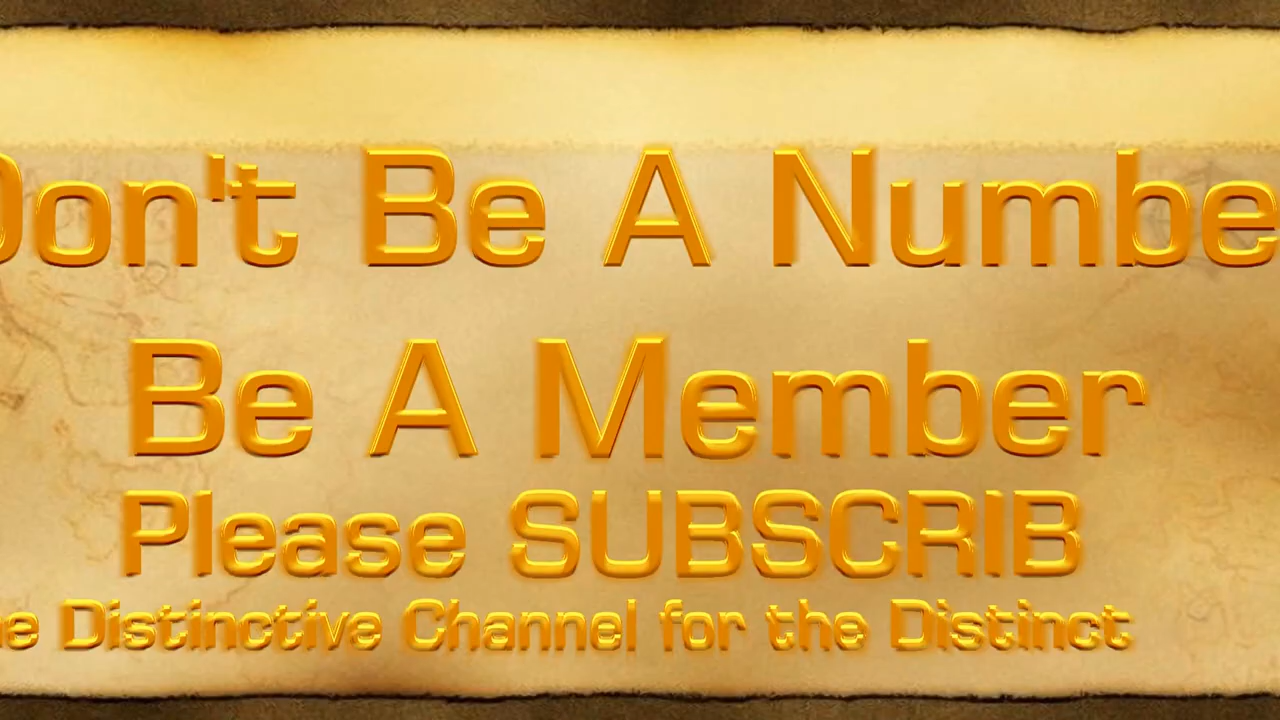 Don't Be A Numbe
Be A Member
Please SUBSCRIB
e Distinctive Channel for the Distinct